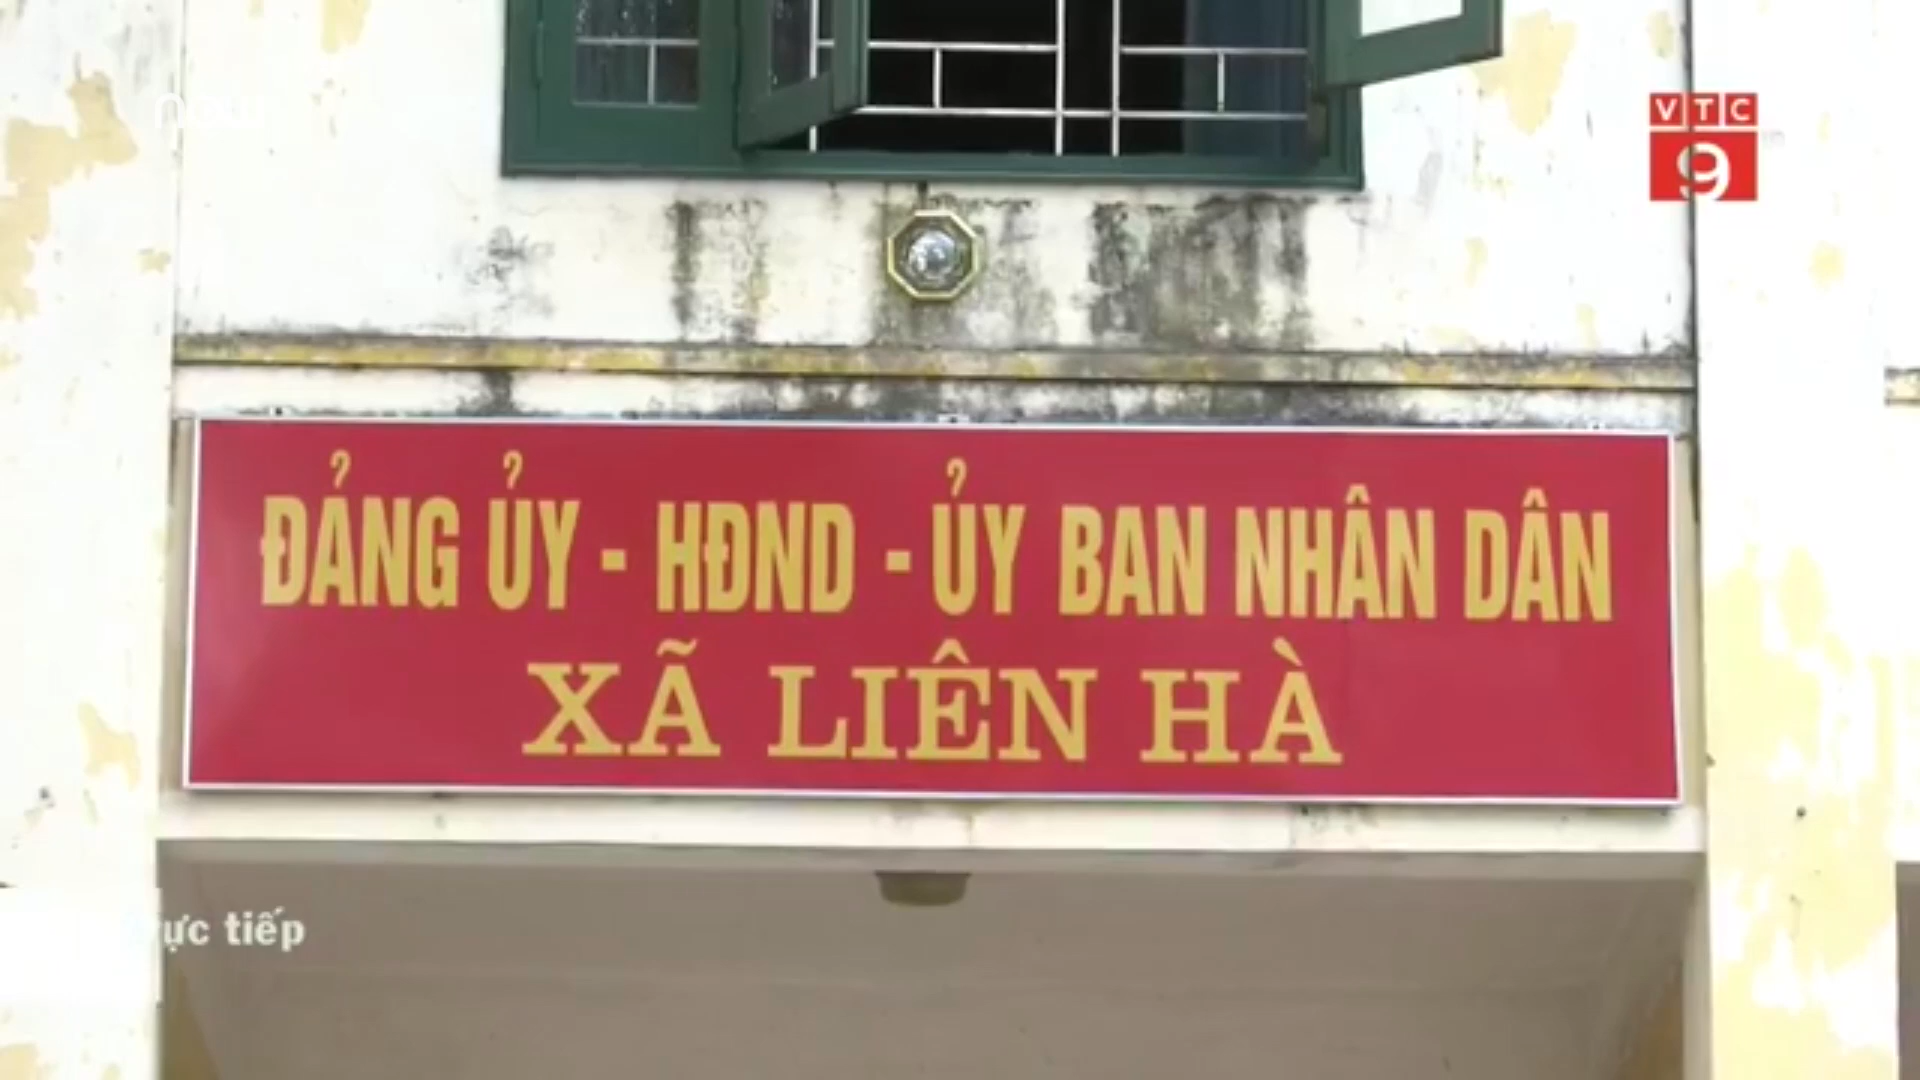 VTC
9
ĐẢNG ỦY - HĐND - ỦY BAN NHÂN DÂN
XÃ LIÊN HÀ
tiếp